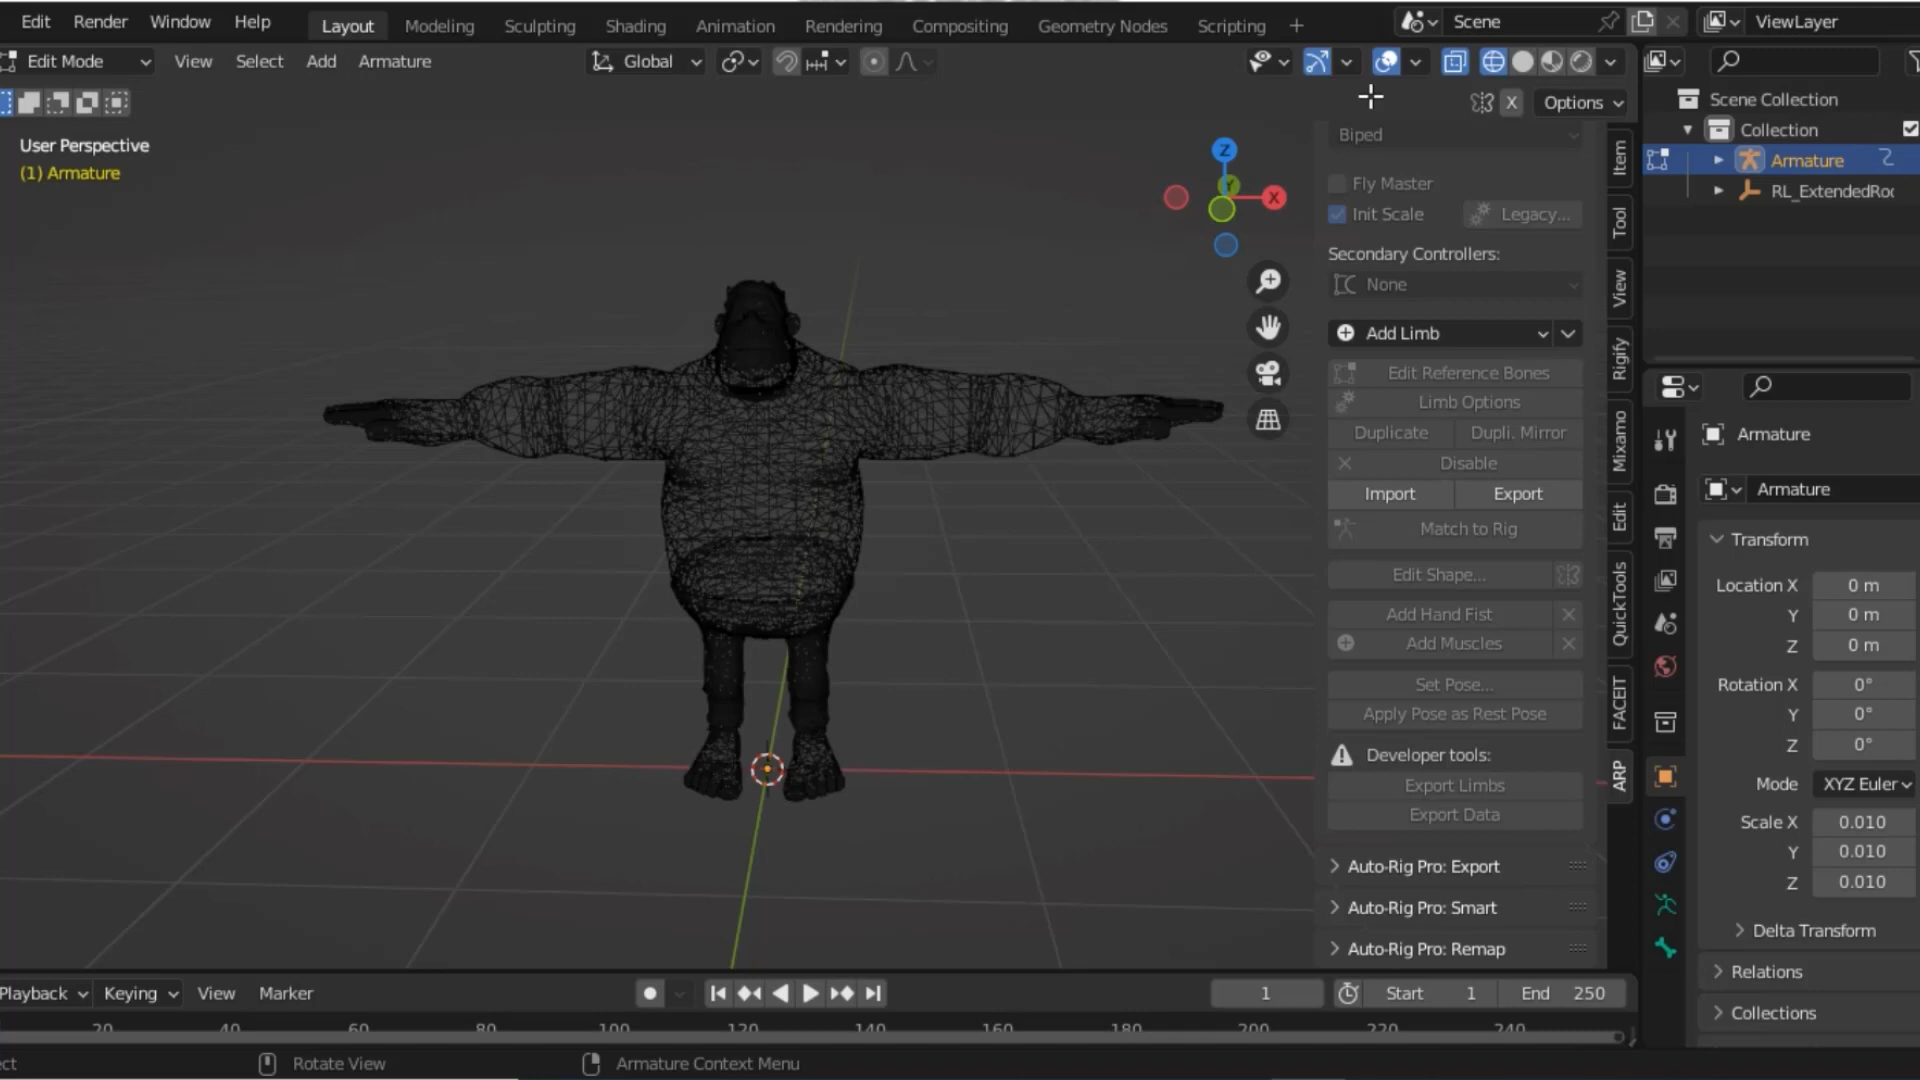 Edit Render Window Help Layout Modeling Sculpting Shading Animation Rendering Compositing Geometry Nodes Scripting + Scene ViewLayer
Edit Mode View Select Add Armature Global
X Options
User Perspective
(1) Armature
Z
X
Biped
Fly Master
Init Scale Legacy...
Secondary Controllers:
None
Add Limb
Edit Reference Bones
Limb Options
Duplicate Dupli. Mirror
Disable
Import Export
Match to Rig
Edit Shape...
Add Hand Fist
Add Muscles
Set Pose...
Apply Pose as Rest Pose
Developer tools:
Export Limbs
Export Data
Auto-Rig Pro: Export
Auto-Rig Pro: Smart
Auto-Rig Pro: Remap
Item
Tool
View
Rigify
Mixamo
Edit
QuickTools
FACEIT
ARP
Scene Collection
Collection
Armature
RL_ExtendedRoo
Armature
Armature
Transform
Location X 0 m
Y 0 m
Z 0 m
Rotation X 0°
Y 0°
Z 0°
Mode XYZ Euler
Scale X 0.010
Y 0.010
Z 0.010
Delta Transform
Relations
Collections
Playback Keying View Marker 1 Start 1 End 250
20 40 60 80 100 120 140 160 180 200 220 240
ect Rotate View Armature Context Menu